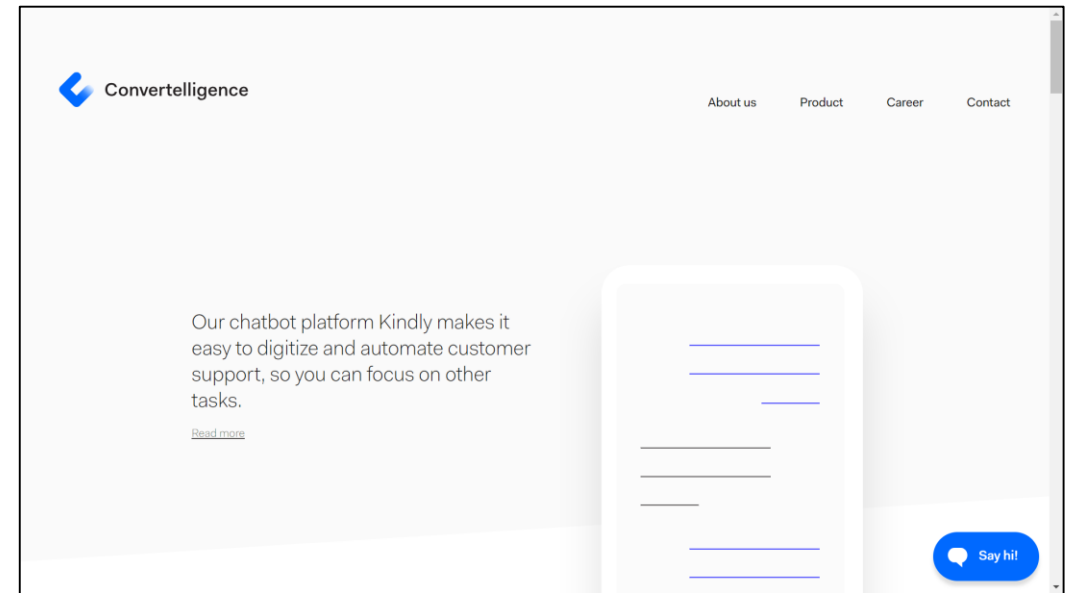 Convertelligence
About us Product Career Contact
Our chatbot platform Kindly makes it
easy to digitize and automate customer
support, so you can focus on other
tasks.
Read more
Say hi!